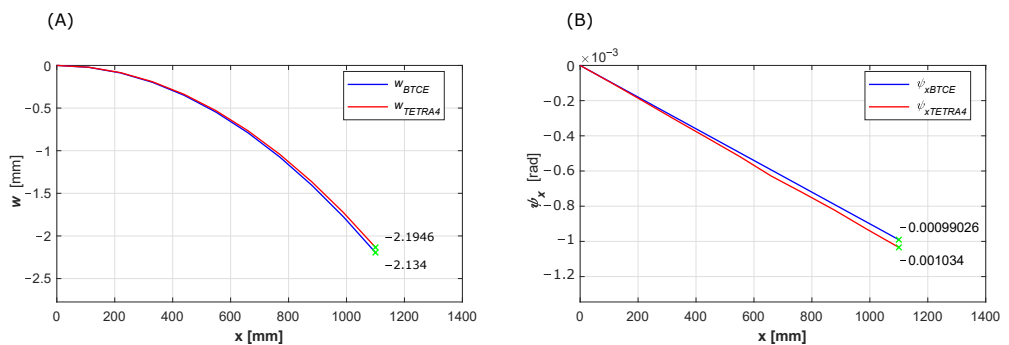 (A)
0
−0.5
−1
−1.5
−2
−2.5
w [mm]
0 200 400 600 800 1000 1200 1400
x [mm]
w_BTCE
w_TETRA4
−2.1946
−2.134
(B)
×10⁻³
0
−0.2
−0.4
−0.6
−0.8
−1
−1.2
ψ_x [rad]
0 200 400 600 800 1000 1200 1400
x [mm]
ψ_xBTCE
ψ_xTETRA4
−0.00099026
−0.001034